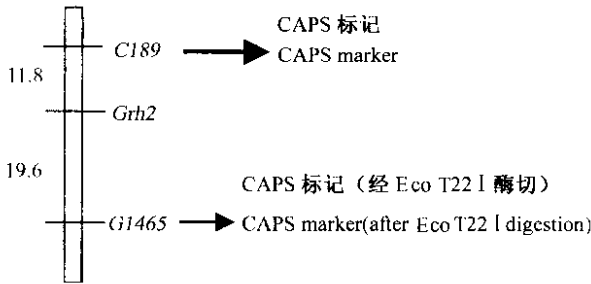 CAPS 标记
C189
CAPS marker
11.8
Grh2
19.6
CAPS 标记（经 Eco T22 I 酶切）
G1465
CAPS marker(after Eco T22 I digestion)